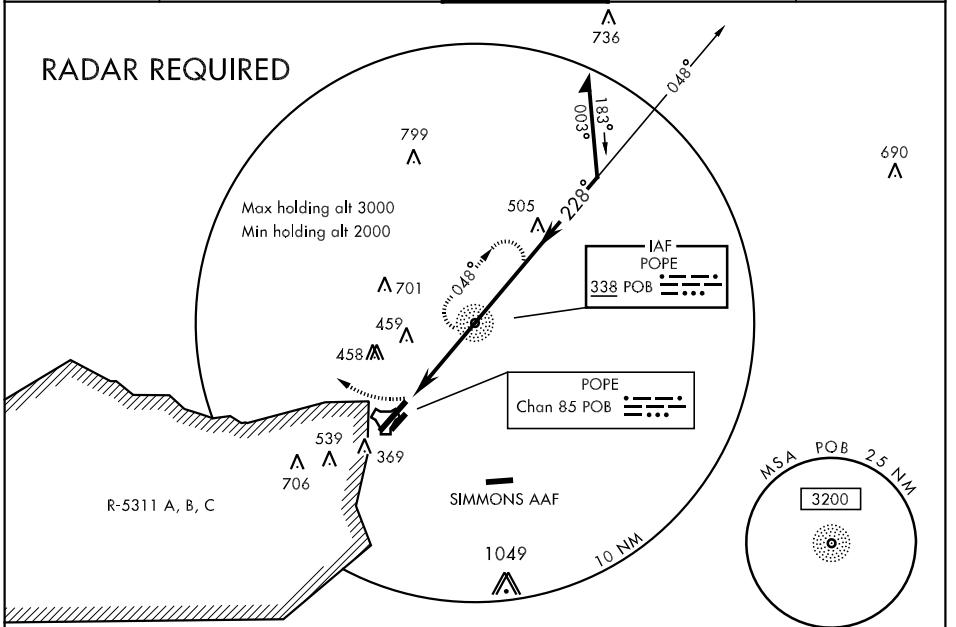 736
RADAR REQUIRED
048°
183°
003°
799
690
505
228°
Max holding alt 3000
Min holding alt 2000
IAF
POPE
338 POB
048°
701
459
458
POPE
Chan 85 POB
539
369
706
SIMMONS AAF
R-5311 A, B, C
MSA POB 25 NM
3200
10 NM
1049